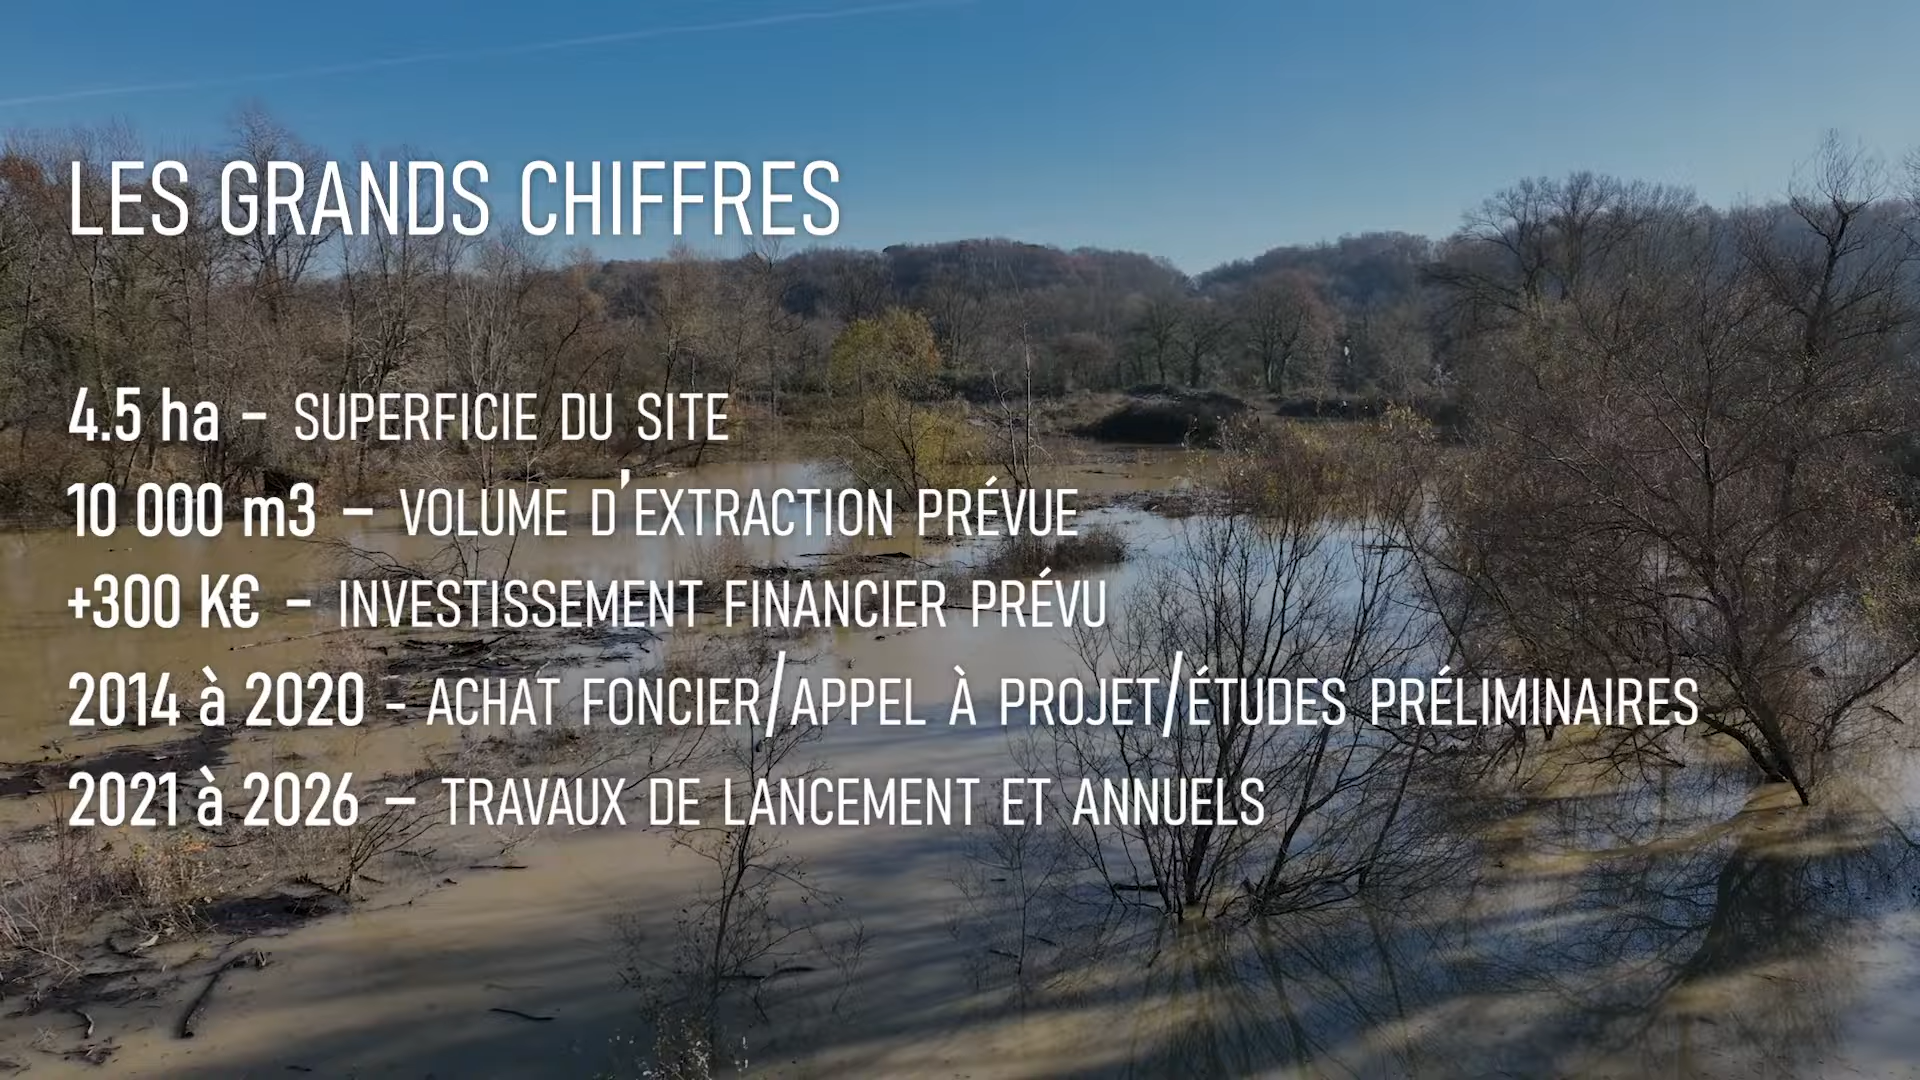 LES GRANDS CHIFFRES
4.5 ha – SUPERFICIE DU SITE
10 000 m3 – VOLUME D'EXTRACTION PRÉVUE
+300 K€ – INVESTISSEMENT FINANCIER PRÉVU
2014 à 2020 - ACHAT FONCIER/APPEL À PROJET/ÉTUDES PRÉLIMINAIRES
2021 à 2026 – TRAVAUX DE LANCEMENT ET ANNUELS